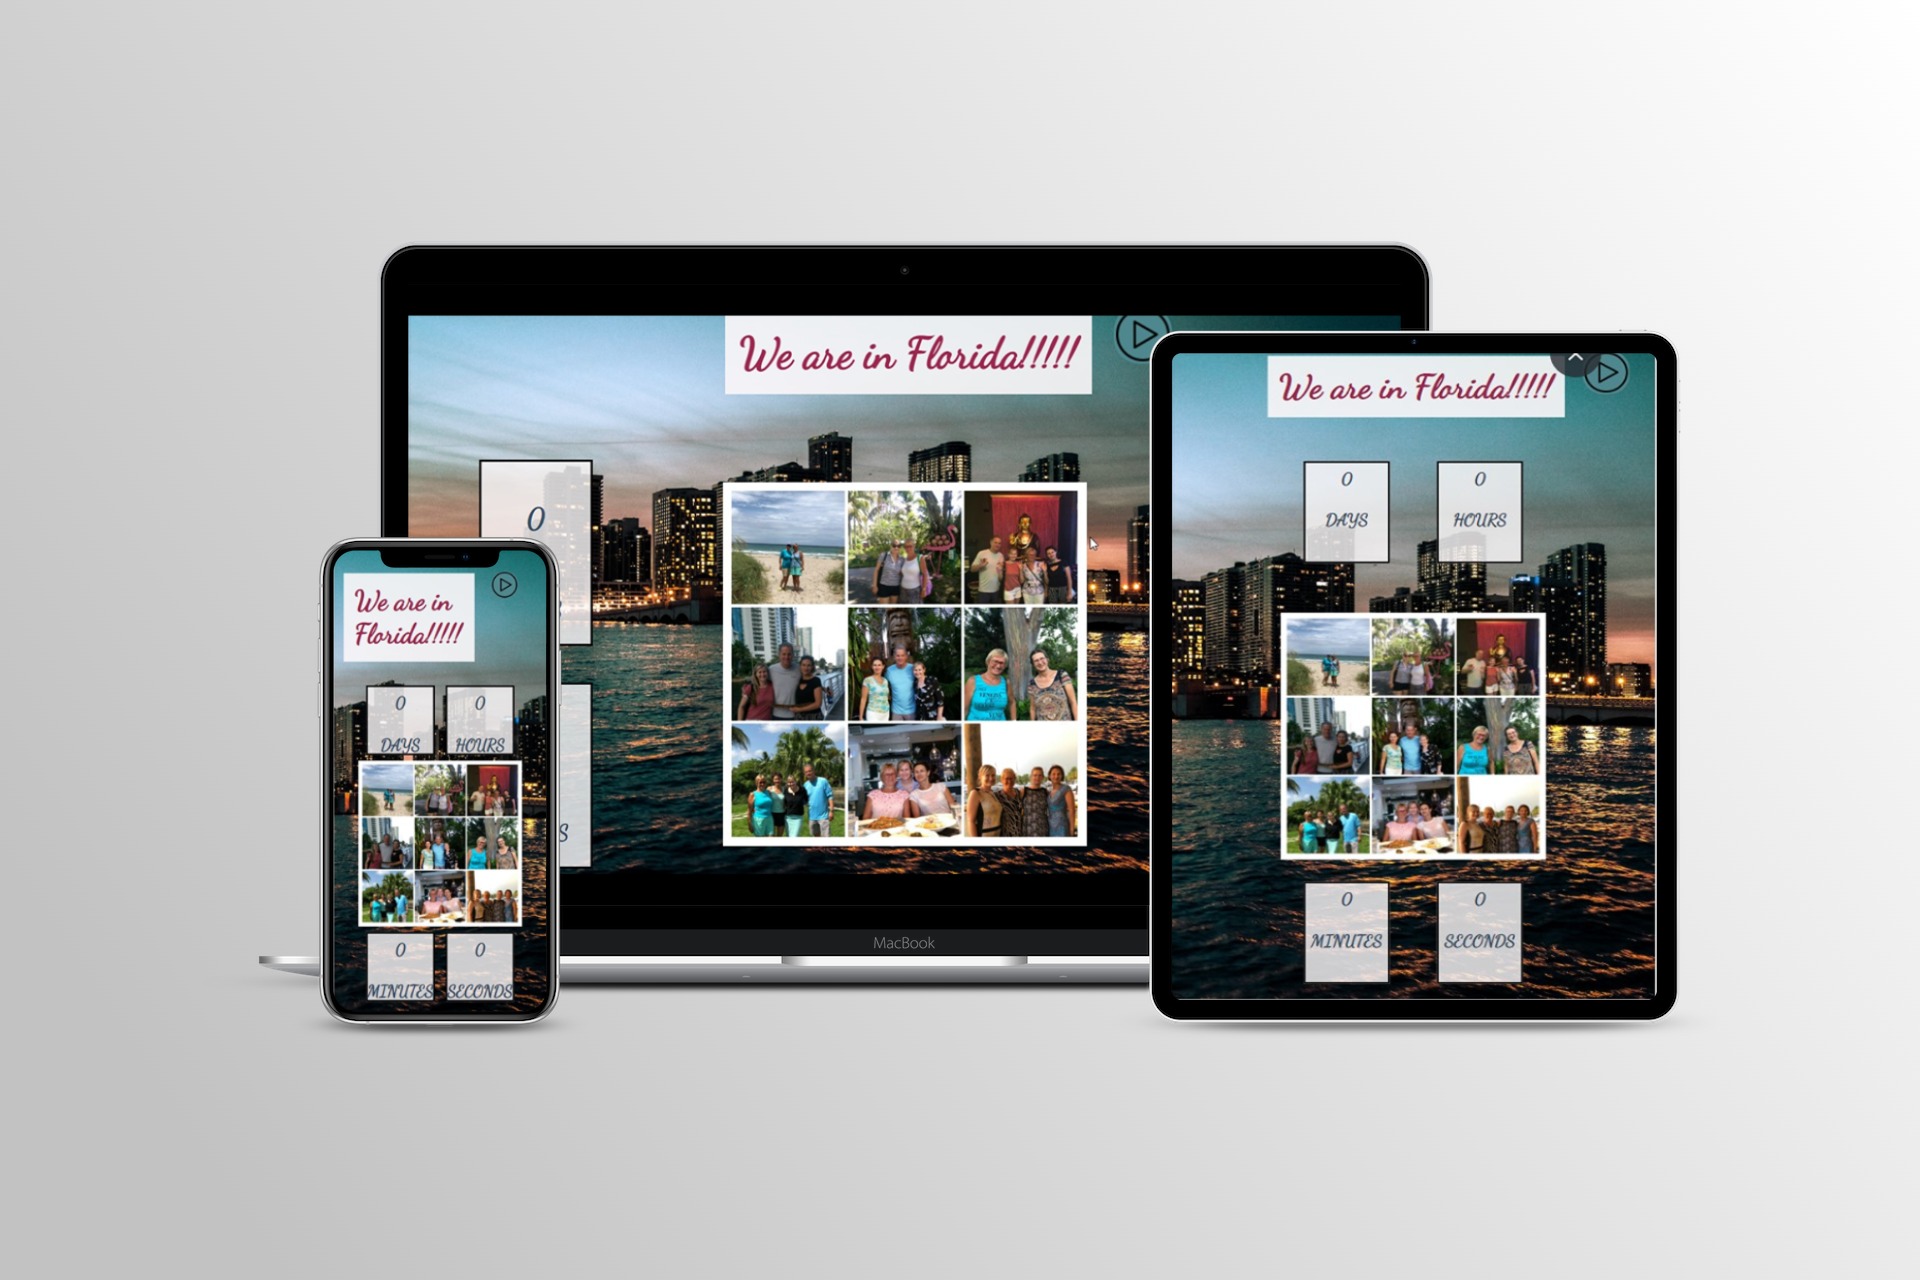 We are in Florida!!!!!
0
S
MacBook
We are in
Florida!!!!!
0 0
DAYS HOURS
0 0
MINUTES SECONDS
We are in Florida!!!!!
0 0
DAYS HOURS
0 0
MINUTES SECONDS